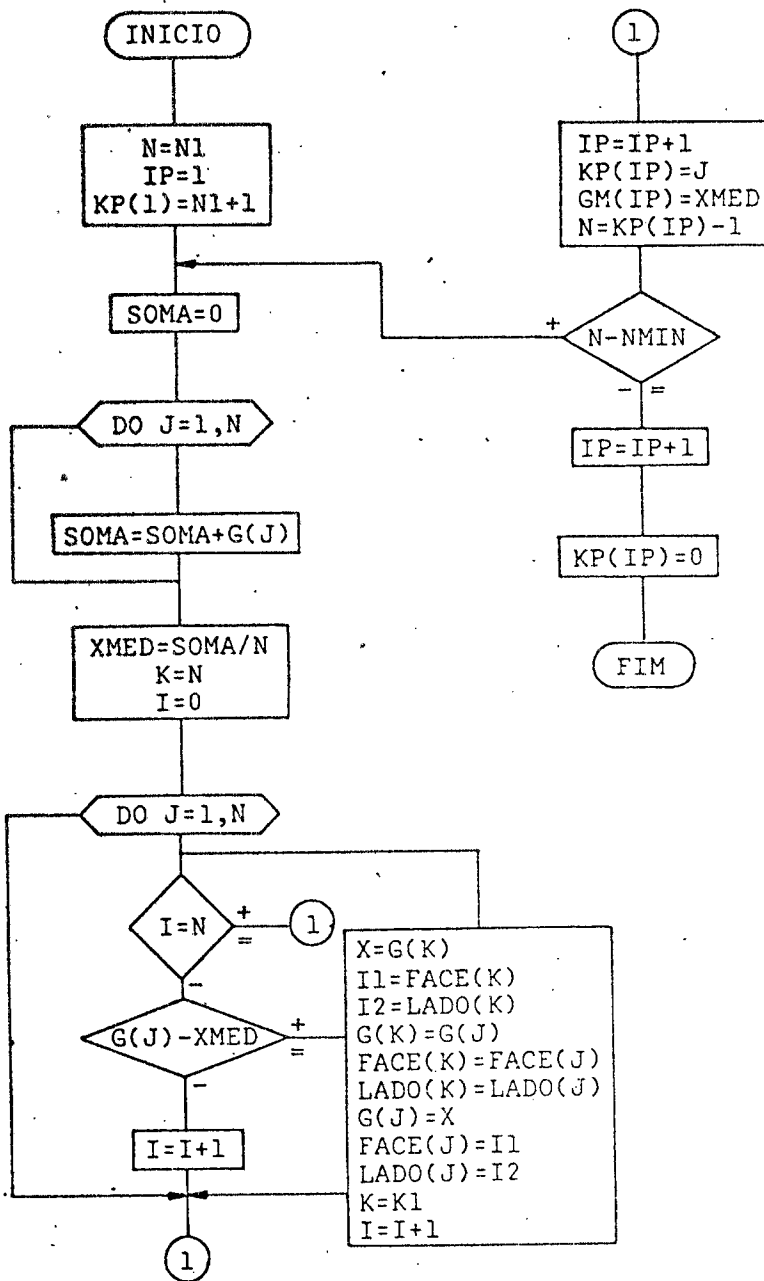 INICIO
N=N1
IP=1
KP(1)=N1+1
SOMA=0
DO J=1,N
SOMA=SOMA+G(J)
XMED=SOMA/N
K=N
I=0
DO J=1,N
I=N
+
=
1
-
G(J)-XMED
+
=
-
I=I+1
1
X=G(K)
I1=FACE(K)
I2=LADO(K)
G(K)=G(J)
FACE(K)=FACE(J)
LADO(K)=LADO(J)
G(J)=X
FACE(J)=I1
LADO(J)=I2
K=K1
I=I+1
1
IP=IP+1
KP(IP)=J
GM(IP)=XMED
N=KP(IP)-1
+
N-NMIN
- =
IP=IP+1
KP(IP)=0
FIM